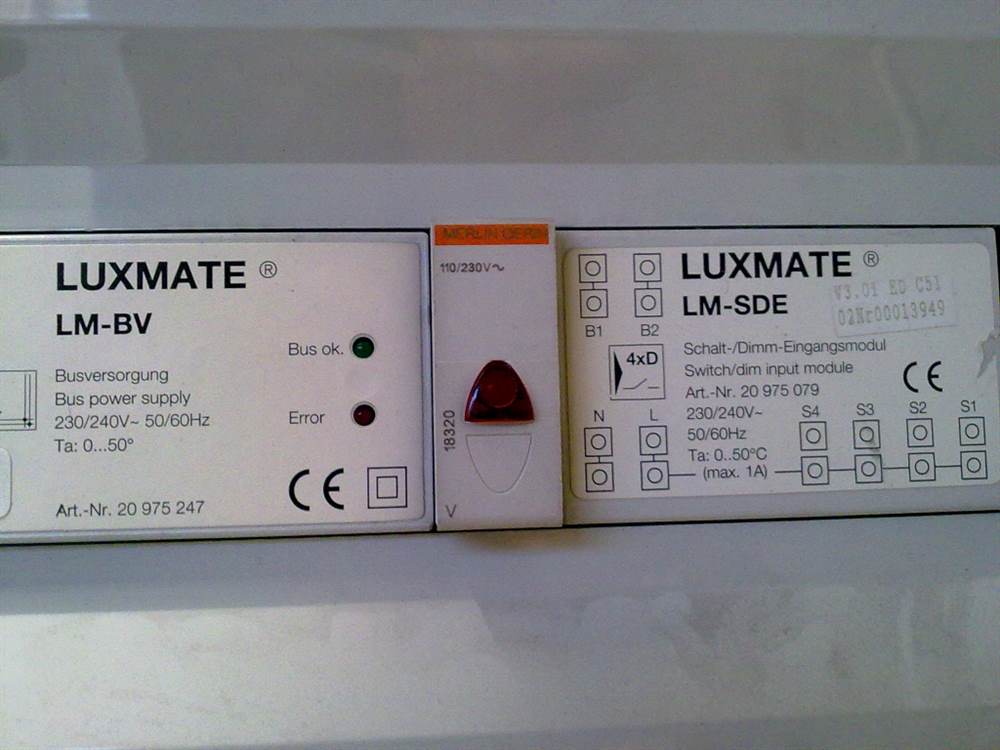 LUXMATE ®
LM-BV
Bus ok.
Busversorgung
Bus power supply
230/240V~ 50/60Hz
Ta: 0...50°
Error
CE
Art.-Nr. 20 975 247
MERLIN GERIN
110/230V~
18320
V
LUXMATE ®
LM-SDE
V3.01 ED C51
02Nr00013949
B1 B2
4xD
Schalt-/Dimm-Eingangsmodul
Switch/dim input module
Art.-Nr. 20 975 079
CE
230/240V~
50/60Hz
Ta: 0..50°C
(max. 1A)
N L S4 S3 S2 S1